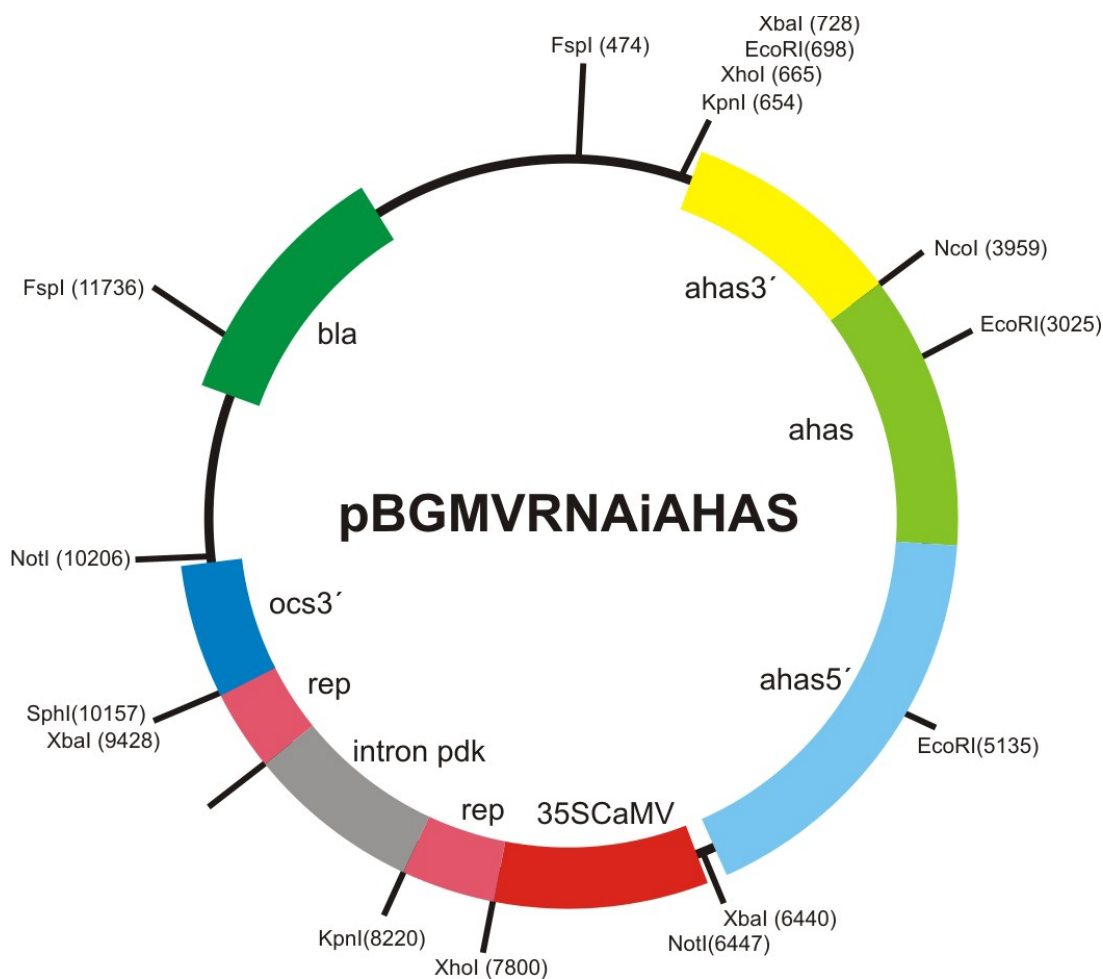 XbaI (728)
FspI (474)
EcoRI(698)
XhoI (665)
KpnI (654)
NcoI (3959)
ahas3´
FspI (11736)
EcoRI(3025)
bla
ahas
pBGMVRNAiAHAS
NotI (10206)
ocs3´
ahas5´
rep
SphI(10157)
XbaI (9428)
EcoRI(5135)
intron pdk
rep
35SCaMV
XbaI (6440)
KpnI(8220)
NotI(6447)
XhoI (7800)